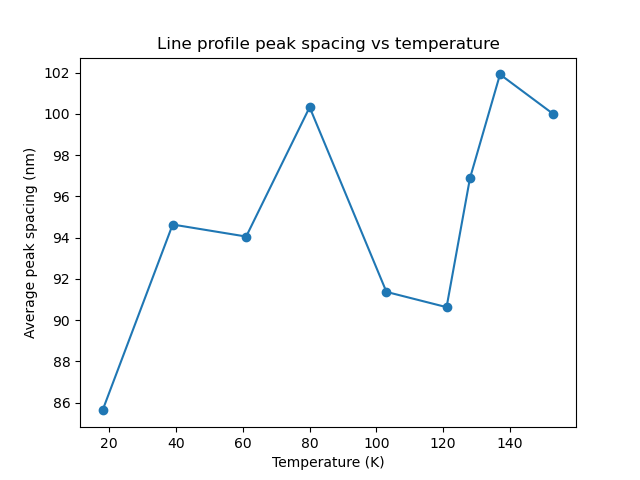 Line profile peak spacing vs temperature
Average peak spacing (nm)
102
100
98
96
94
92
90
88
86
20 40 60 80 100 120 140
Temperature (K)